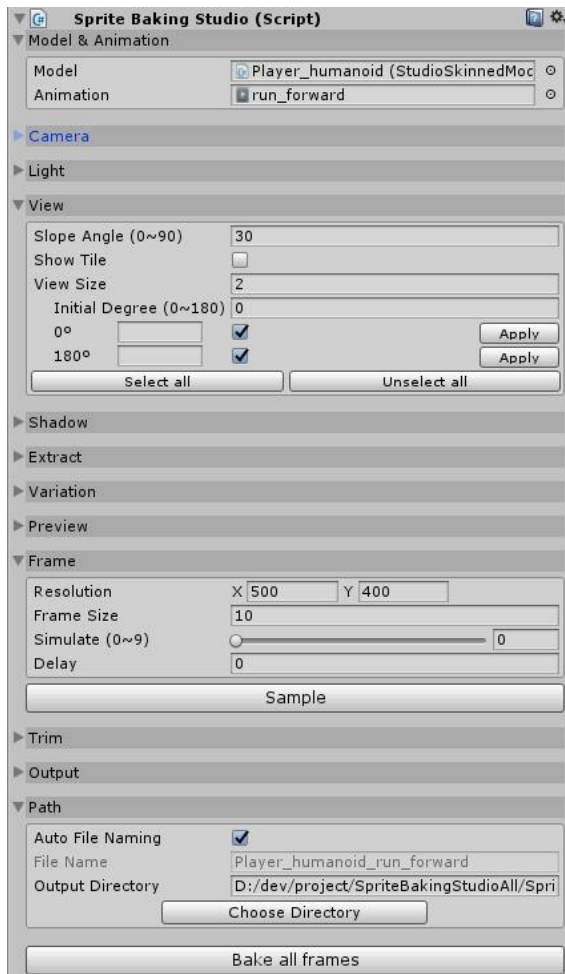 Sprite Baking Studio (Script)
Model & Animation
Model Player_humanoid (StudioSkinnedMoc
Animation run_forward
Camera
Light
View
Slope Angle (0~90) 30
Show Tile
View Size 2
Initial Degree (0~180) 0
0º Apply
180º Apply
Select all Unselect all
Shadow
Extract
Variation
Preview
Frame
Resolution X 500 Y 400
Frame Size 10
Simulate (0~9) 0
Delay 0
Sample
Trim
Output
Path
Auto File Naming
File Name Player_humanoid_run_forward
Output Directory D:/dev/project/SpriteBakingStudioAll/Spri
Choose Directory
Bake all frames